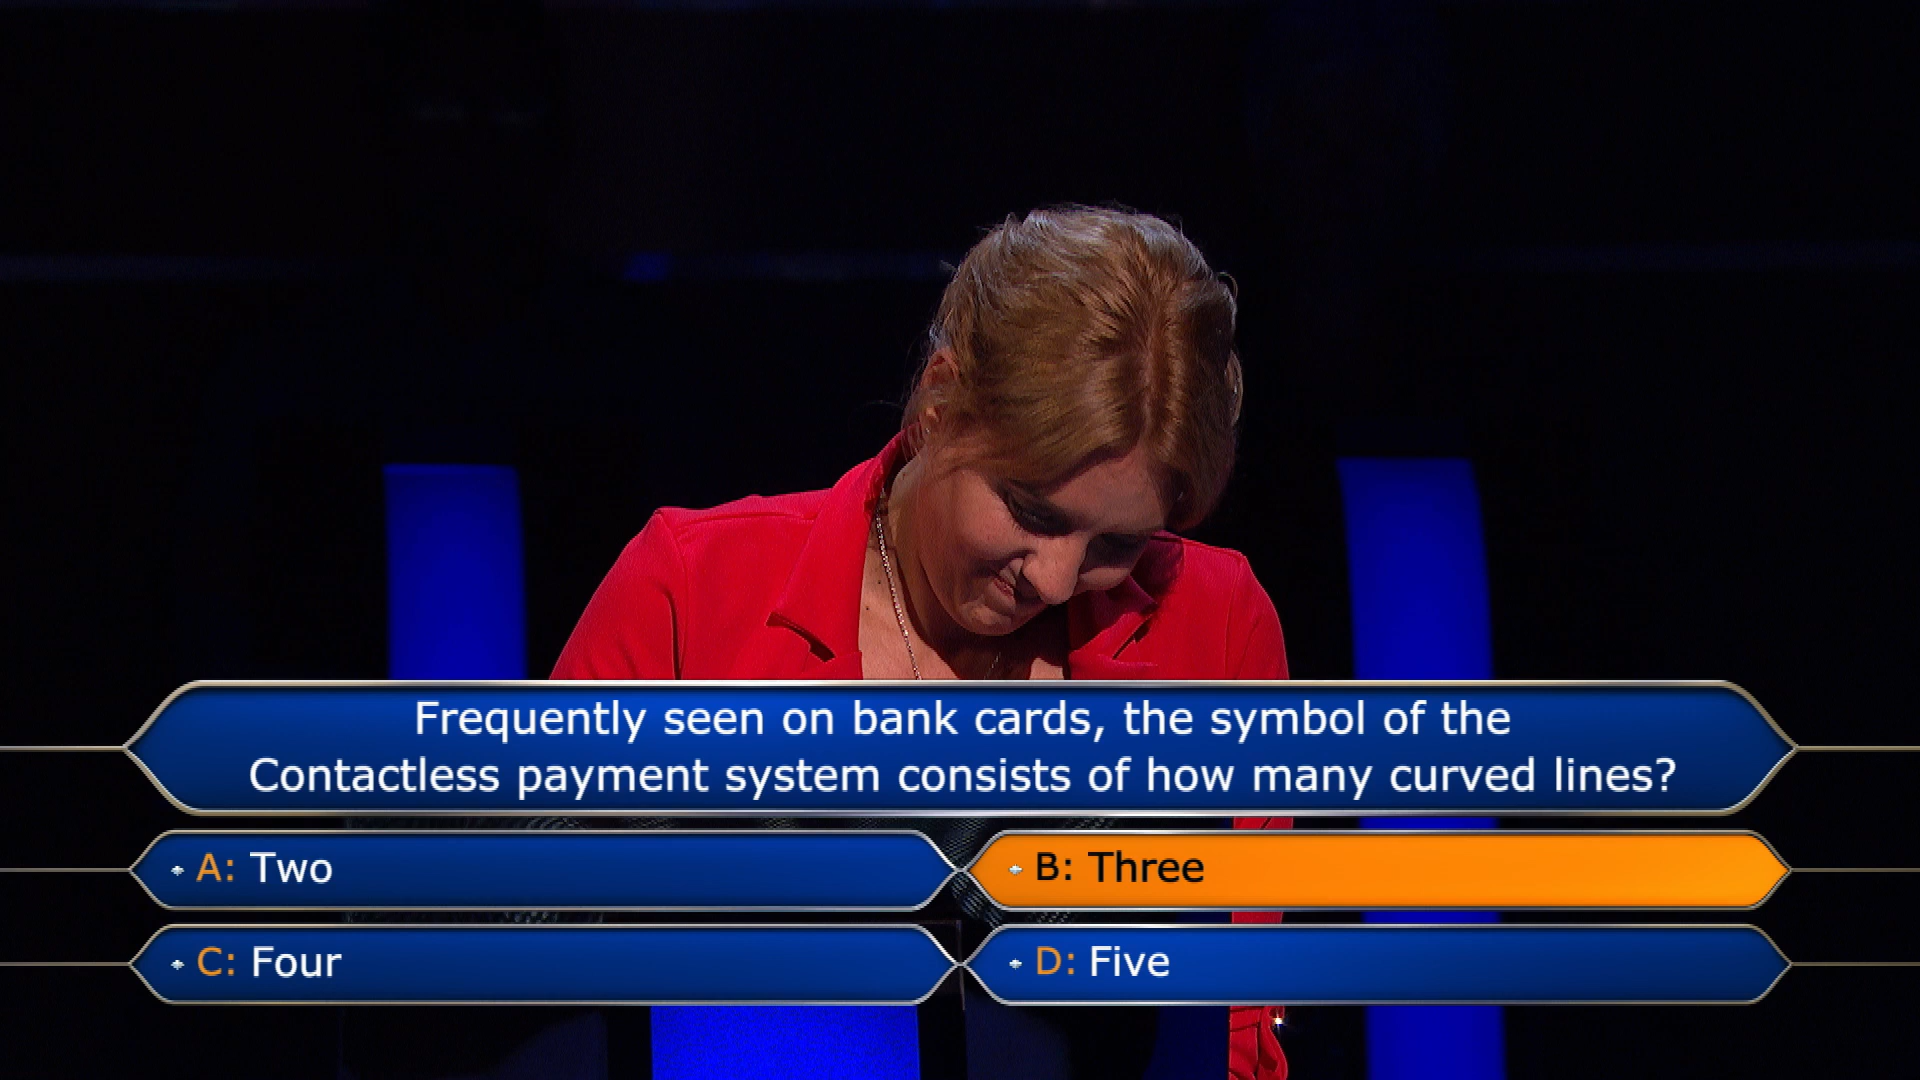 Frequently seen on bank cards, the symbol of the
Contactless payment system consists of how many curved lines?
A: Two
B: Three
C: Four
D: Five